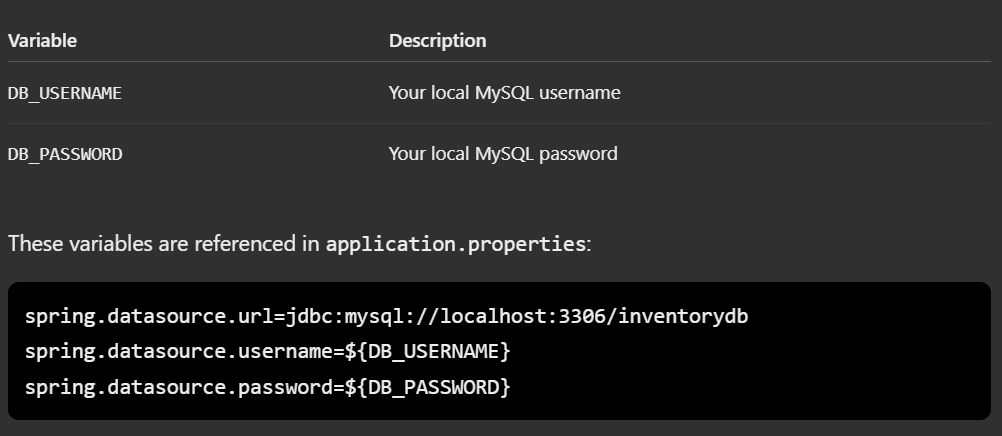 Variable Description
DB_USERNAME Your local MySQL username
DB_PASSWORD Your local MySQL password
These variables are referenced in application.properties:
spring.datasource.url=jdbc:mysql://localhost:3306/inventorydb
spring.datasource.username=${DB_USERNAME}
spring.datasource.password=${DB_PASSWORD}